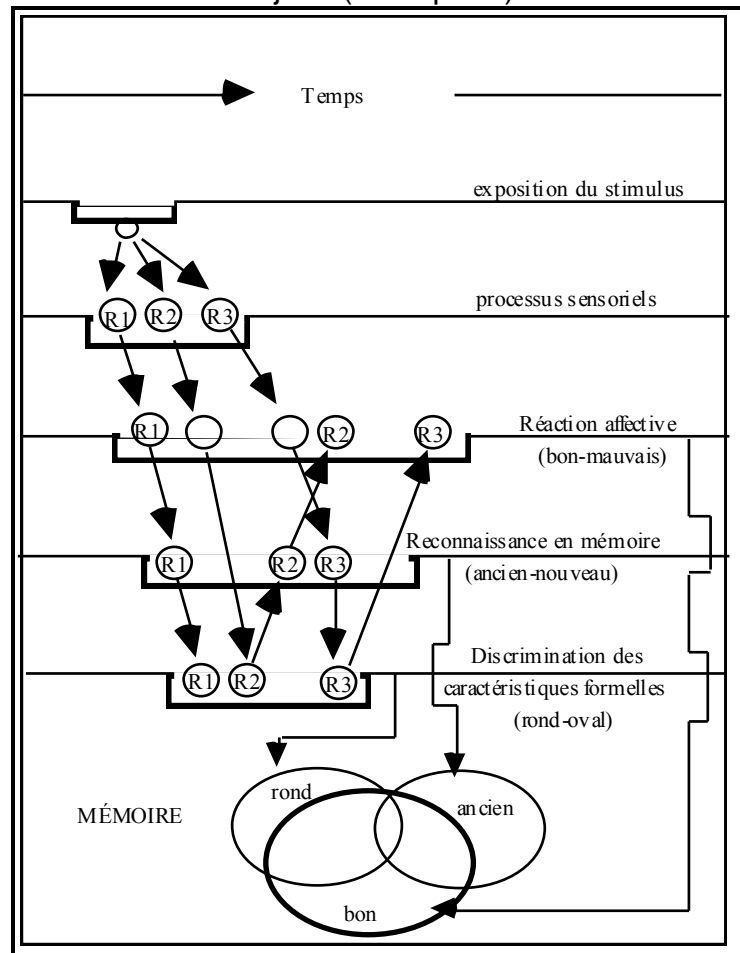 Temps
exposition du stimulus
processus sensoriels
R1 R2 R3
Réaction affective
(bon-mauvais)
R1 R2 R3
Reconnaissance en mémoire
(ancien-nouveau)
R1 R2 R3
Discrimination des
caractéristiques formelles
(rond-oval)
R1 R2 R3
rond
ancien
MÉMOIRE
bon